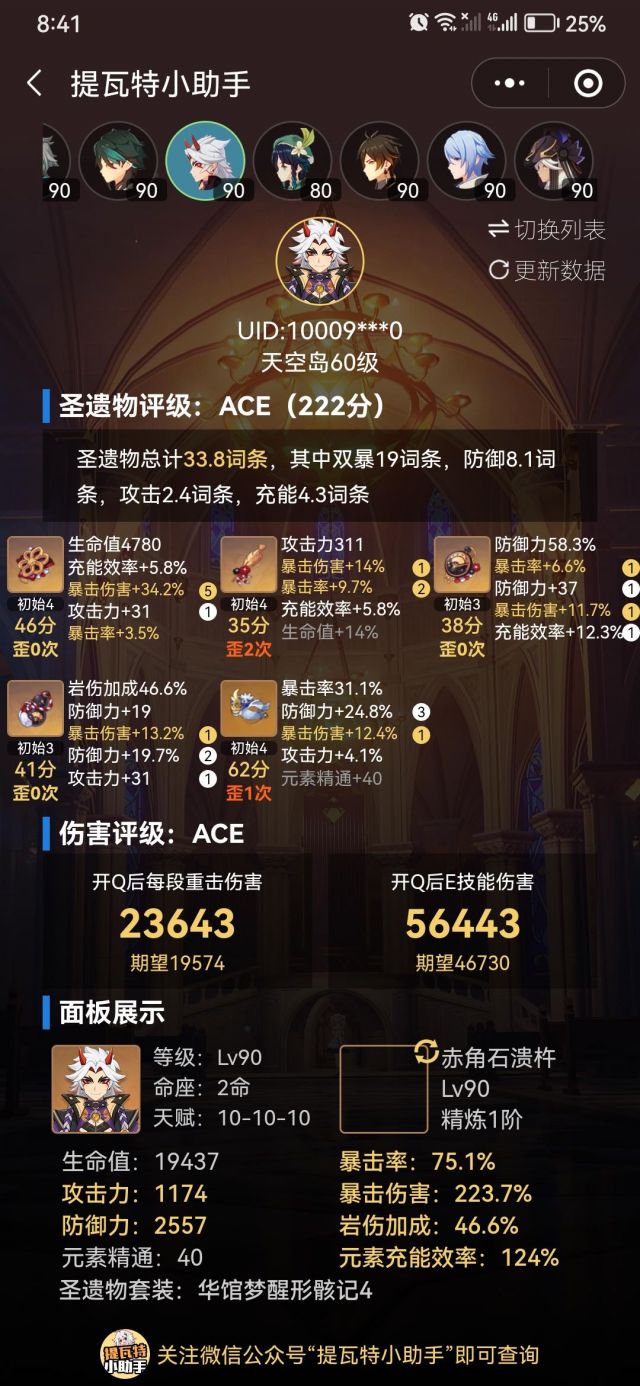 8:41
4G 25%
提瓦特小助手
90 90 90 80 90 90 90
切换列表
更新数据
UID:10009***0
天空岛60级
圣遗物评级：ACE（222分）
圣遗物总计33.8词条，其中双暴19词条，防御8.1词
条，攻击2.4词条，充能4.3词条
初始4
46分
歪0次
生命值4780
充能效率+5.8%
暴击伤害+34.2% 5
攻击力+31 1
暴击率+3.5%
初始4
35分
歪2次
攻击力311
暴击伤害+14% 1
暴击率+9.7% 2
充能效率+5.8%
生命值+14%
初始3
38分
歪0次
防御力58.3%
暴击率+6.6% 1
防御力+37 1
暴击伤害+11.7% 1
充能效率+12.3% 1
初始3
41分
歪0次
岩伤加成46.6%
防御力+19
暴击伤害+13.2% 1
防御力+19.7% 2
攻击力+31 1
初始4
62分
歪1次
暴击率31.1%
防御力+24.8% 3
暴击伤害+12.4% 1
攻击力+4.1%
元素精通+40
伤害评级：ACE
开Q后每段重击伤害
23643
期望19574
开Q后E技能伤害
56443
期望46730
面板展示
等级：Lv90
命座：2命
天赋：10-10-10
赤角石溃杵
Lv90
精炼1阶
生命值：19437
暴击率：75.1%
攻击力：1174
暴击伤害：223.7%
防御力：2557
岩伤加成：46.6%
元素精通：40
元素充能效率：124%
圣遗物套装：华馆梦醒形骸记4
提瓦特
小助手
关注微信公众号“提瓦特小助手”即可查询